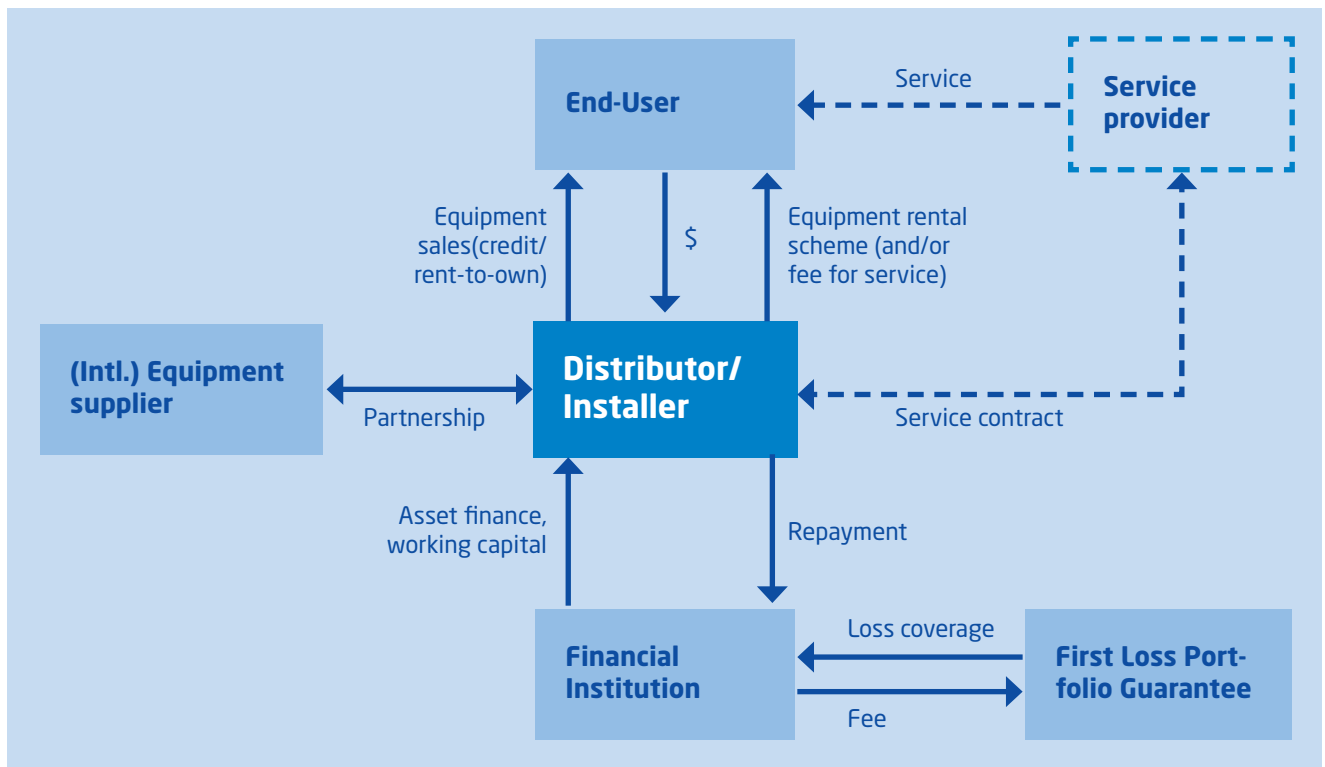 End-User
Service
Service
provider
Equipment
sales(credit/
rent-to-own)
$
Equipment rental
scheme (and/or
fee for service)
(Intl.) Equipment
supplier
Partnership
Distributor/
Installer
Service contract
Asset finance,
working capital
Repayment
Financial
Institution
Loss coverage
Fee
First Loss Port-
folio Guarantee